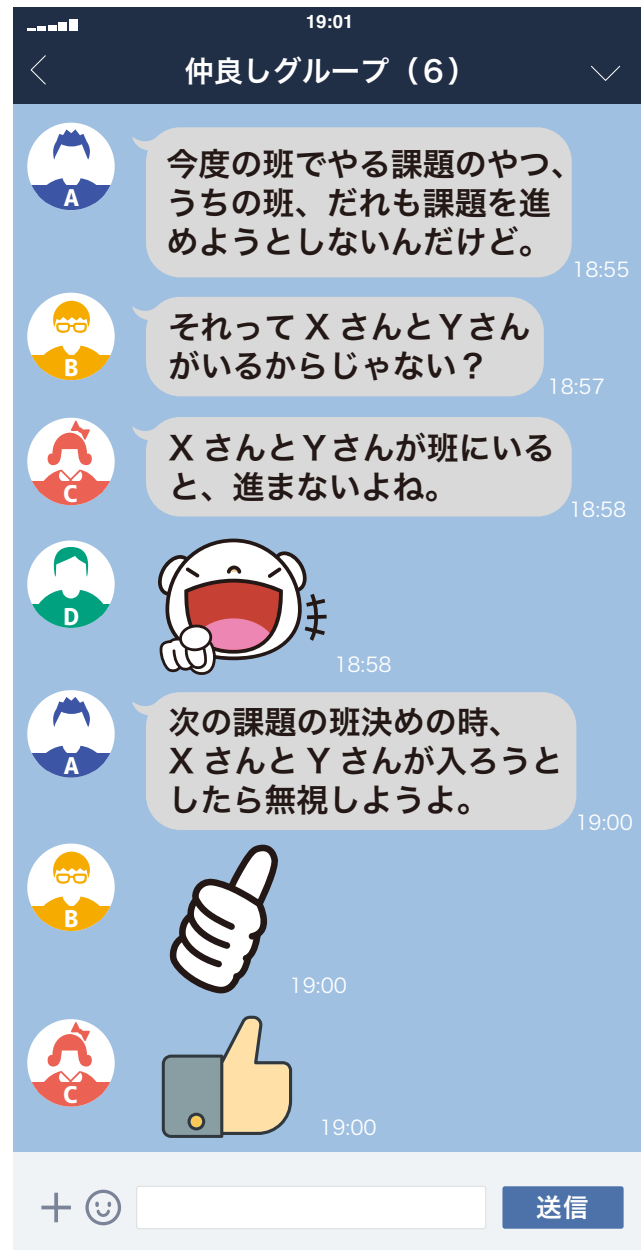 19:01
仲良しグループ（6）
A
今度の班でやる課題のやつ、
うちの班、だれも課題を進
めようとしないんだけど。
18:55
B
それって X さんとYさん
がいるからじゃない？
18:57
C
X さんとYさんが班にいる
と、進まないよね。
18:58
D
18:58
A
次の課題の班決めの時、
X さんと Y さんが入ろうと
したら無視しようよ。
19:00
B
19:00
C
19:00
送信